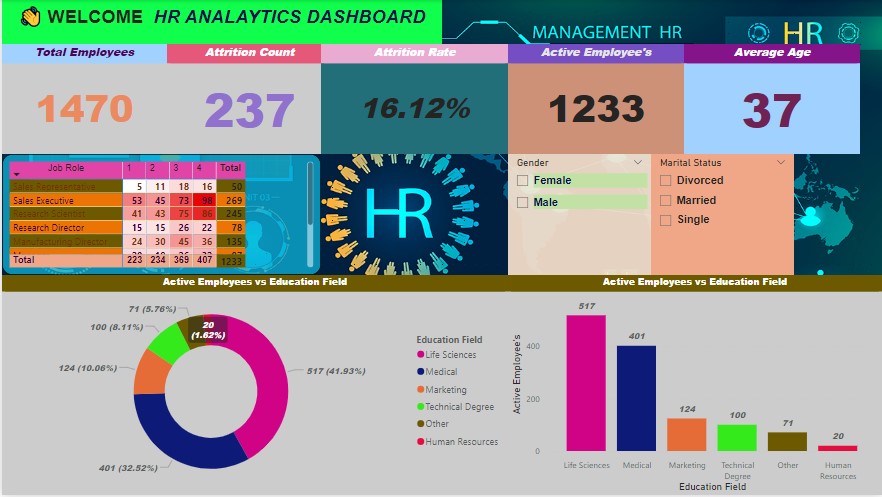 👋 WELCOME HR ANALAYTICS DASHBOARD
MANAGEMENT HR
HR
Total Employees
1470
Attrition Count
237
Attrition Rate
16.12%
Active Employee's
1233
Average Age
37
Job Role 1 2 3 4 Total
Sales Representative 5 11 18 16 50
Sales Executive 53 45 73 98 269
Research Scientist 41 43 75 86 245
Research Director 15 15 26 22 78
Manufacturing Director 24 30 45 36 135
Total 223 234 369 407 1233
HR
Gender
Female
Male
Marital Status
Divorced
Married
Single
Active Employees vs Education Field
71 (5.76%)
20
(1.62%)
100 (8.11%)
124 (10.06%)
517 (41.93%)
401 (32.52%)
Education Field
Life Sciences
Medical
Marketing
Technical Degree
Other
Human Resources
Active Employees vs Education Field
Active Employee's
400
200
0
517
401
124
100
71
20
Life Sciences
Medical
Marketing
Technical
Degree
Other
Human
Resources
Education Field